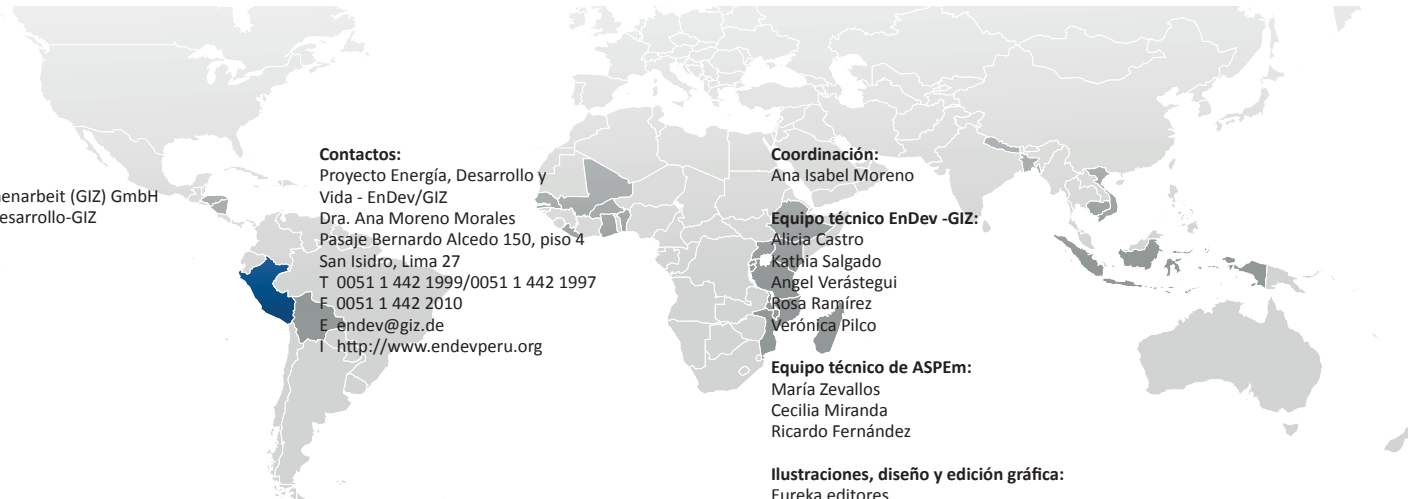 enarbeit (GIZ) GmbH
esarrollo-GIZ
Contactos:
Proyecto Energía, Desarrollo y
Vida - EnDev/GIZ
Dra. Ana Moreno Morales
Pasaje Bernardo Alcedo 150, piso 4
San Isidro, Lima 27
T 0051 1 442 1999/0051 1 442 1997
F 0051 1 442 2010
E endev@giz.de
I http://www.endevperu.org
Coordinación:
Ana Isabel Moreno
Equipo técnico EnDev -GIZ:
Alicia Castro
Kathia Salgado
Angel Verástegui
Rosa Ramírez
Verónica Pilco
Equipo técnico de ASPEm:
María Zevallos
Cecilia Miranda
Ricardo Fernández
Ilustraciones, diseño y edición gráfica:
Eureka editores